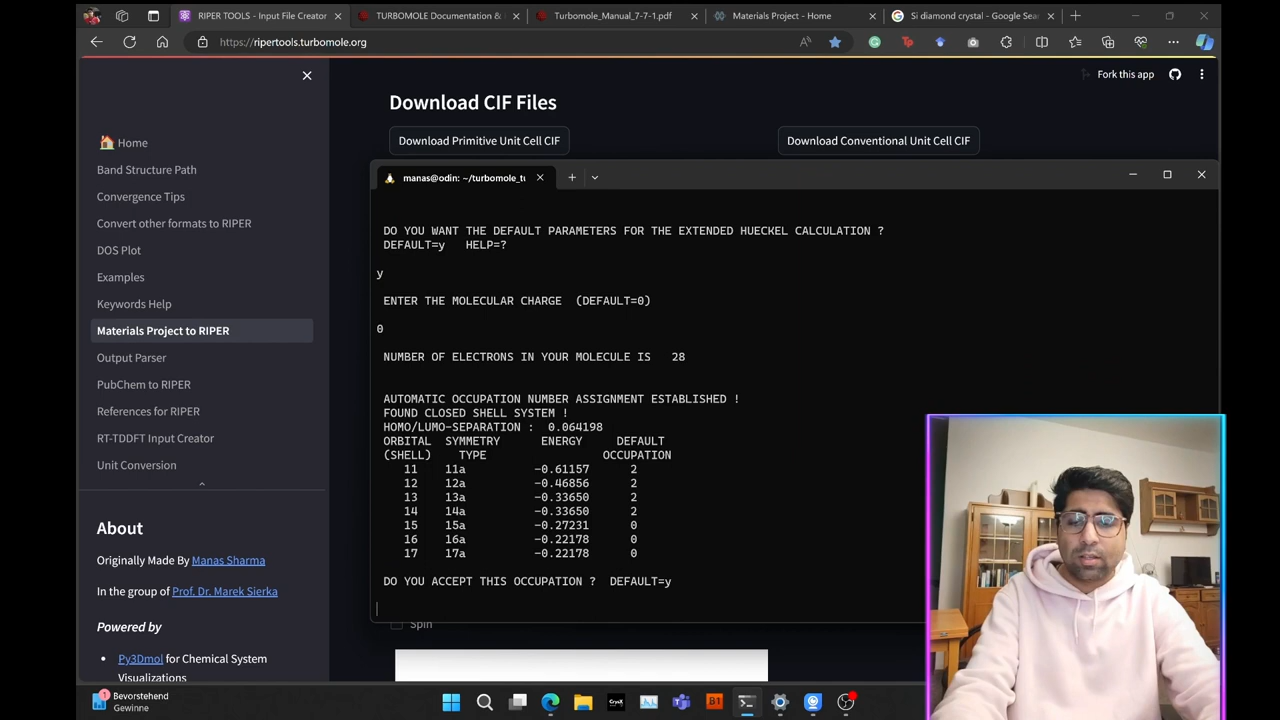 RIPER TOOLS - Input File Creator
TURBOMOLE Documentation &
Turbomole_Manual_7-7-1.pdf
Materials Project - Home
Si diamond crystal - Google Sea
https://ripertools.turbomole.org
Fork this app
Home
Band Structure Path
Convergence Tips
Convert other formats to RIPER
DOS Plot
Examples
Keywords Help
Materials Project to RIPER
Output Parser
PubChem to RIPER
References for RIPER
RT-TDDFT Input Creator
Unit Conversion
About
Originally Made By Manas Sharma
In the group of Prof. Dr. Marek Sierka
Powered by
Py3Dmol for Chemical System
Visualizations
Download CIF Files
Download Primitive Unit Cell CIF
Download Conventional Unit Cell CIF
manas@odin: ~/turbomole_tu
DO YOU WANT THE DEFAULT PARAMETERS FOR THE EXTENDED HUECKEL CALCULATION ?
DEFAULT=y HELP=?
y
ENTER THE MOLECULAR CHARGE (DEFAULT=0)
0
NUMBER OF ELECTRONS IN YOUR MOLECULE IS 28
AUTOMATIC OCCUPATION NUMBER ASSIGNMENT ESTABLISHED !
FOUND CLOSED SHELL SYSTEM !
HOMO/LUMO-SEPARATION : 0.064198
ORBITAL SYMMETRY ENERGY DEFAULT
(SHELL) TYPE OCCUPATION
11 11a -0.61157 2
12 12a -0.46856 2
13 13a -0.33650 2
14 14a -0.33650 2
15 15a -0.27231 0
16 16a -0.22178 0
17 17a -0.22178 0
DO YOU ACCEPT THIS OCCUPATION ? DEFAULT=y
Spin
1
Bevorstehend
Gewinne
CrysX
B1